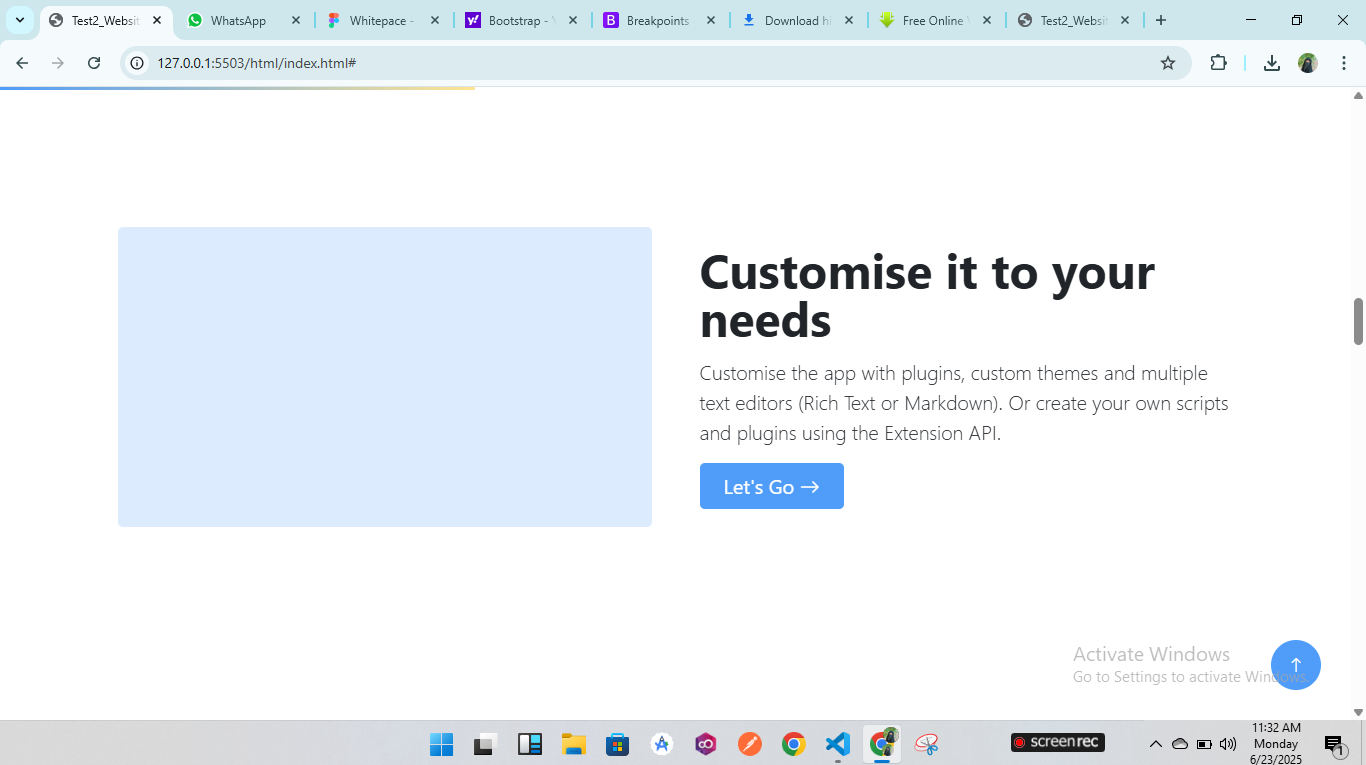 Test2_Websit
WhatsApp
Whitepace -
Bootstrap -
Breakpoints
Download hi
Free Online
Test2_Websit
127.0.0.1:5503/html/index.html#
Customise it to your
needs
Customise the app with plugins, custom themes and multiple
text editors (Rich Text or Markdown). Or create your own scripts
and plugins using the Extension API.
Let's Go →
Activate Windows
Go to Settings to activate Windows.
screenrec
11:32 AM
Monday
6/23/2025
1